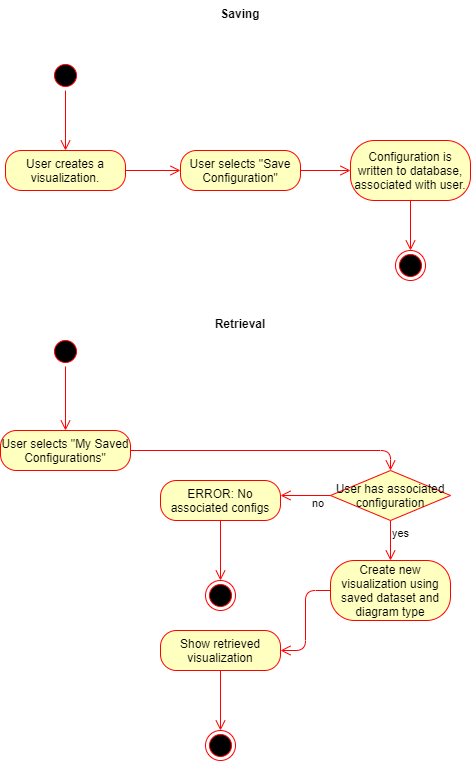 Saving
User creates a
visualization.
User selects "Save
Configuration"
Configuration is
written to database,
associated with user.
Retrieval
User selects "My Saved
Configurations"
User has associated
configuration
no
yes
ERROR: No
associated configs
Create new
visualization using
saved dataset and
diagram type
Show retrieved
visualization